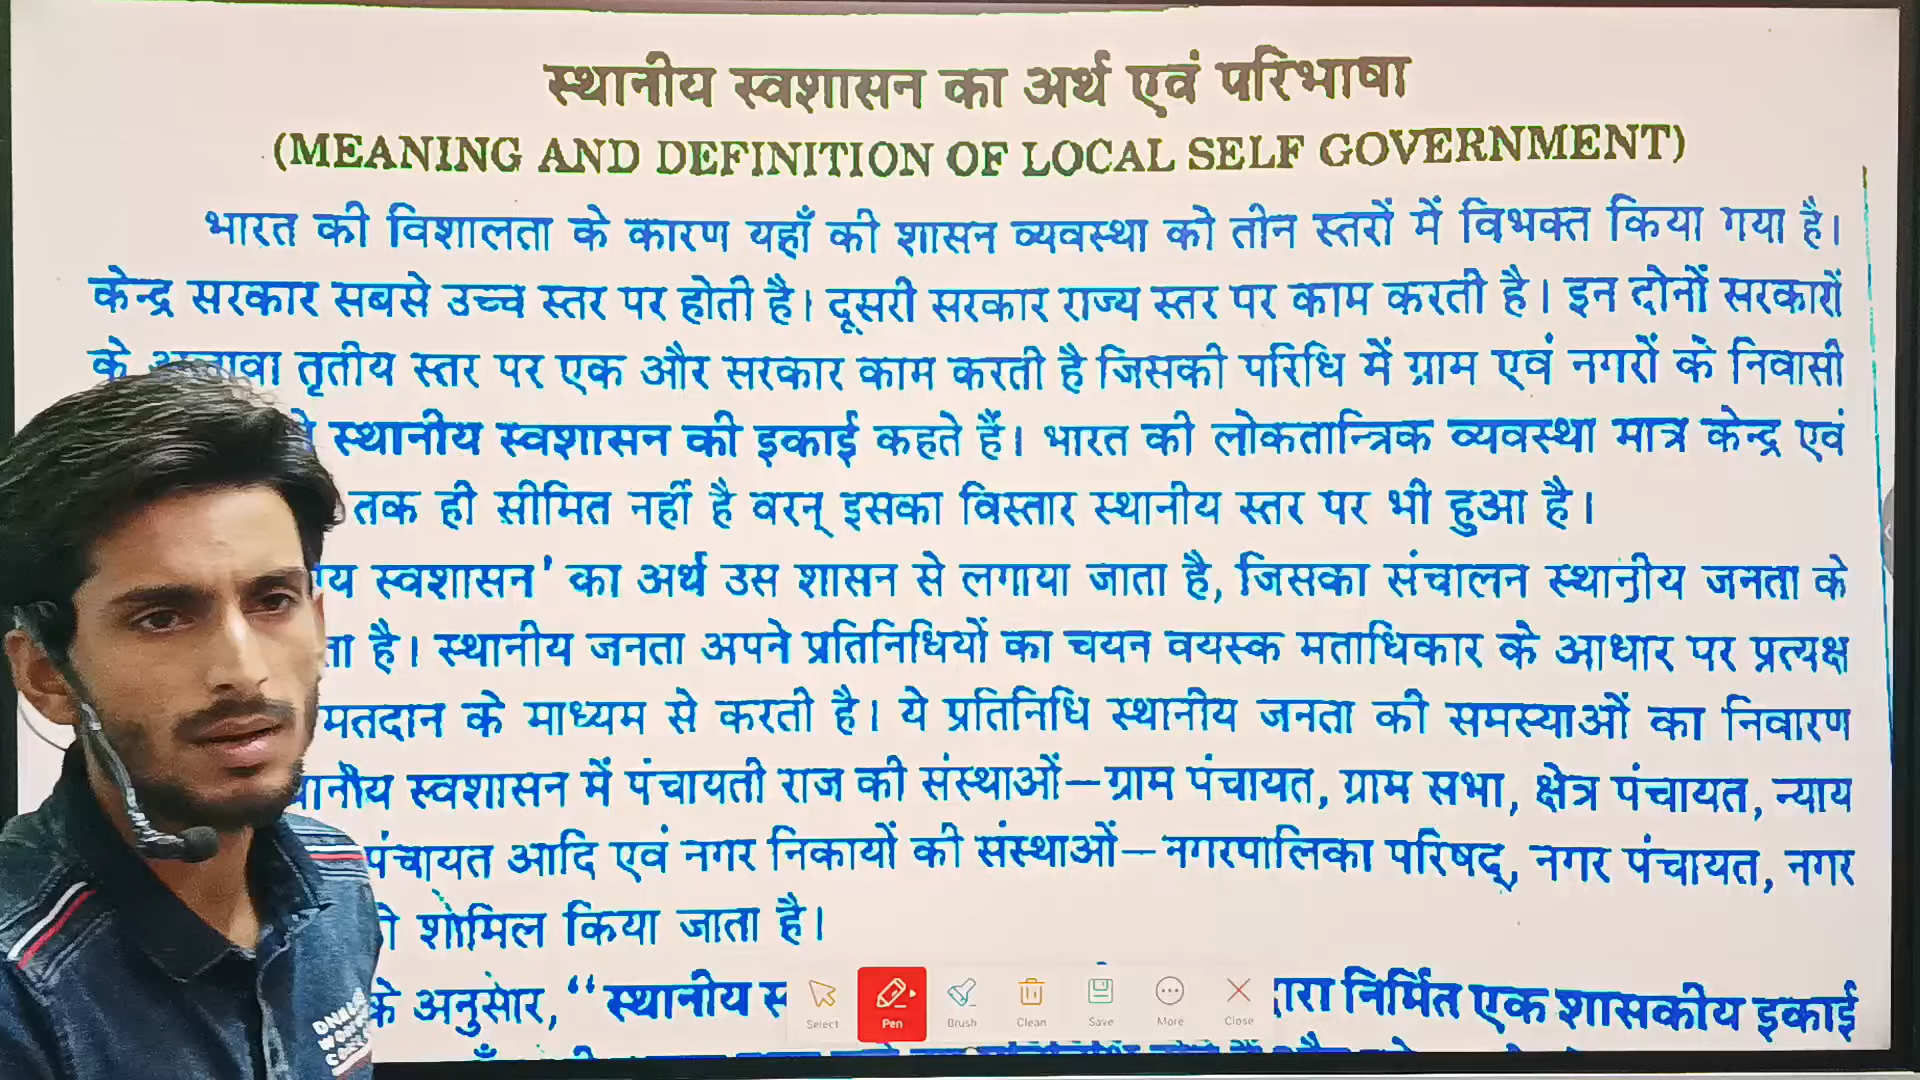 स्थानीय स्वशासन का अर्थ एवं परिभाषा
(MEANING AND DEFINITION OF LOCAL SELF GOVERNMENT)
भारत की विशालता के कारण यहाँ की शासन व्यवस्था को तीन स्तरों में विभक्त किया गया है।
केन्द्र सरकार सबसे उच्च स्तर पर होती है। दूसरी सरकार राज्य स्तर पर काम करती है। इन दोनों सरकारों
के तृतीय स्तर पर एक और सरकार काम करती है जिसकी परिधि में ग्राम एवं नगरों के निवासी
स्थानीय स्वशासन की इकाई कहते हैं। भारत की लोकतान्त्रिक व्यवस्था मात्र केन्द्र एवं
तक ही सीमित नहीं है वरन् इसका विस्तार स्थानीय स्तर पर भी हुआ है।
स्वशासन' का अर्थ उस शासन से लगाया जाता है, जिसका संचालन स्थानीय जनता के
है। स्थानीय जनता अपने प्रतिनिधियों का चयन वयस्क मताधिकार के आधार पर प्रत्यक्ष
मतदान के माध्यम से करती है। ये प्रतिनिधि स्थानीय जनता की समस्याओं का निवारण
स्वशासन में पंचायती राज की संस्थाओं—ग्राम पंचायत, ग्राम सभा, क्षेत्र पंचायत, न्याय
पंचायत आदि एवं नगर निकायों की संस्थाओं—नगरपालिका परिषद्, नगर पंचायत, नगर
शामिल किया जाता है।
के अनुसार, “स्थानीय निर्मित एक शासकीय इकाई
Select Pen Brush Clean Save More Close